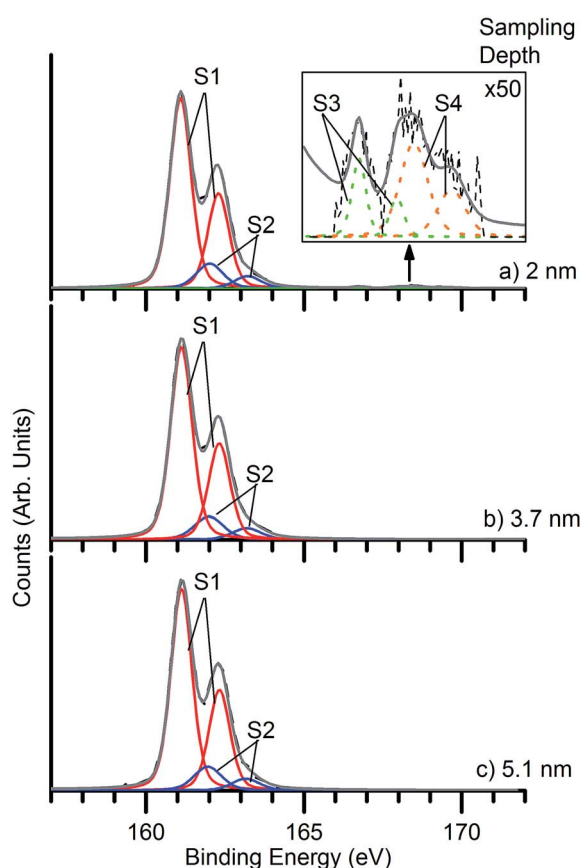 Sampling
Depth
x50
S1
S3
S4
S2
a) 2 nm
S1
S2
b) 3.7 nm
S1
S2
c) 5.1 nm
Counts (Arb. Units)
160
165
170
Binding Energy (eV)